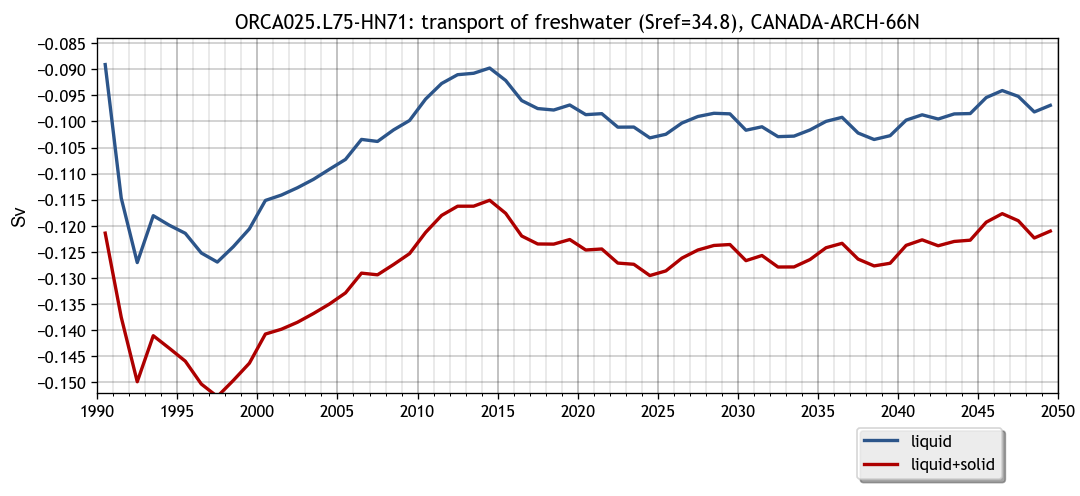 ORCA025.L75-HN71: transport of freshwater (Sref=34.8), CANADA-ARCH-66N
−0.085
−0.090
−0.095
−0.100
−0.105
−0.110
−0.115
−0.120
−0.125
−0.130
−0.135
−0.140
−0.145
−0.150
Sv
1990 1995 2000 2005 2010 2015 2020 2025 2030 2035 2040 2045 2050
liquid
liquid+solid